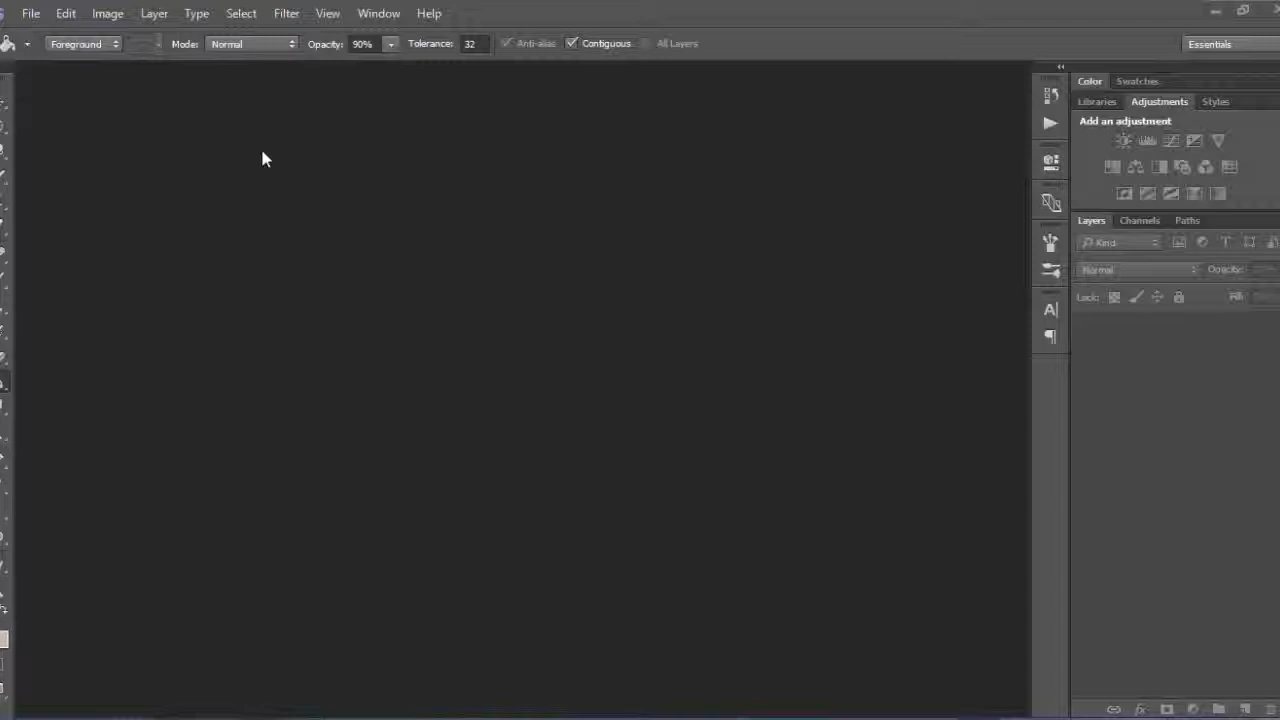 File Edit Image Layer Type Select Filter View Window Help
Foreground Mode: Normal Opacity: 90% Tolerance: 32 Anti-alias Contiguous All Layers Essentials
Color Swatches
Libraries Adjustments Styles
Add an adjustment
Layers Channels Paths
Kind
Normal Opacity:
Lock: Fill: